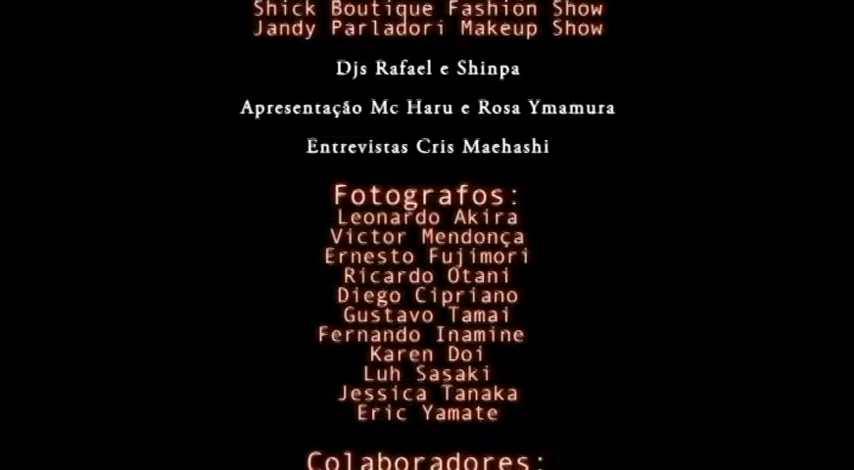 Shick Boutique Fashion Show
Jandy Parladori Makeup Show
Djs Rafael e Shinpa
Apresentação Mc Haru e Rosa Ymamura
Entrevistas Cris Maehashi
Fotografos:
Leonardo Akira
Victor Mendonça
Ernesto Fujimori
Ricardo Otani
Diego Cipriano
Gustavo Tamai
Fernando Inamine
Karen Doi
Luh Sasaki
Jessica Tanaka
Eric Yamate
Colaboradores: